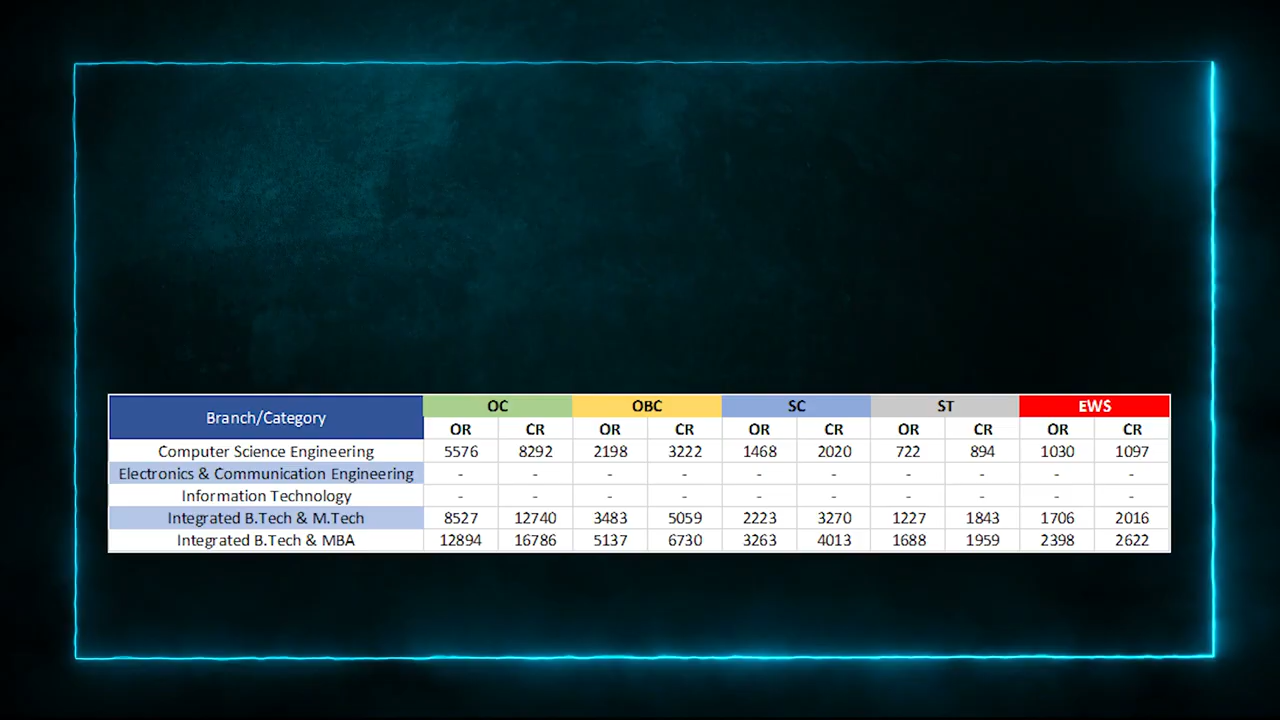 Branch/Category OC OBC SC ST EWS
OR CR OR CR OR CR OR CR OR CR
Computer Science Engineering 5576 8292 2198 3222 1468 2020 722 894 1030 1097
Electronics & Communication Engineering - - - - - - - - - -
Information Technology - - - - - - - - - -
Integrated B.Tech & M.Tech 8527 12740 3483 5059 2223 3270 1227 1843 1706 2016
Integrated B.Tech & MBA 12894 16786 5137 6730 3263 4013 1688 1959 2398 2622